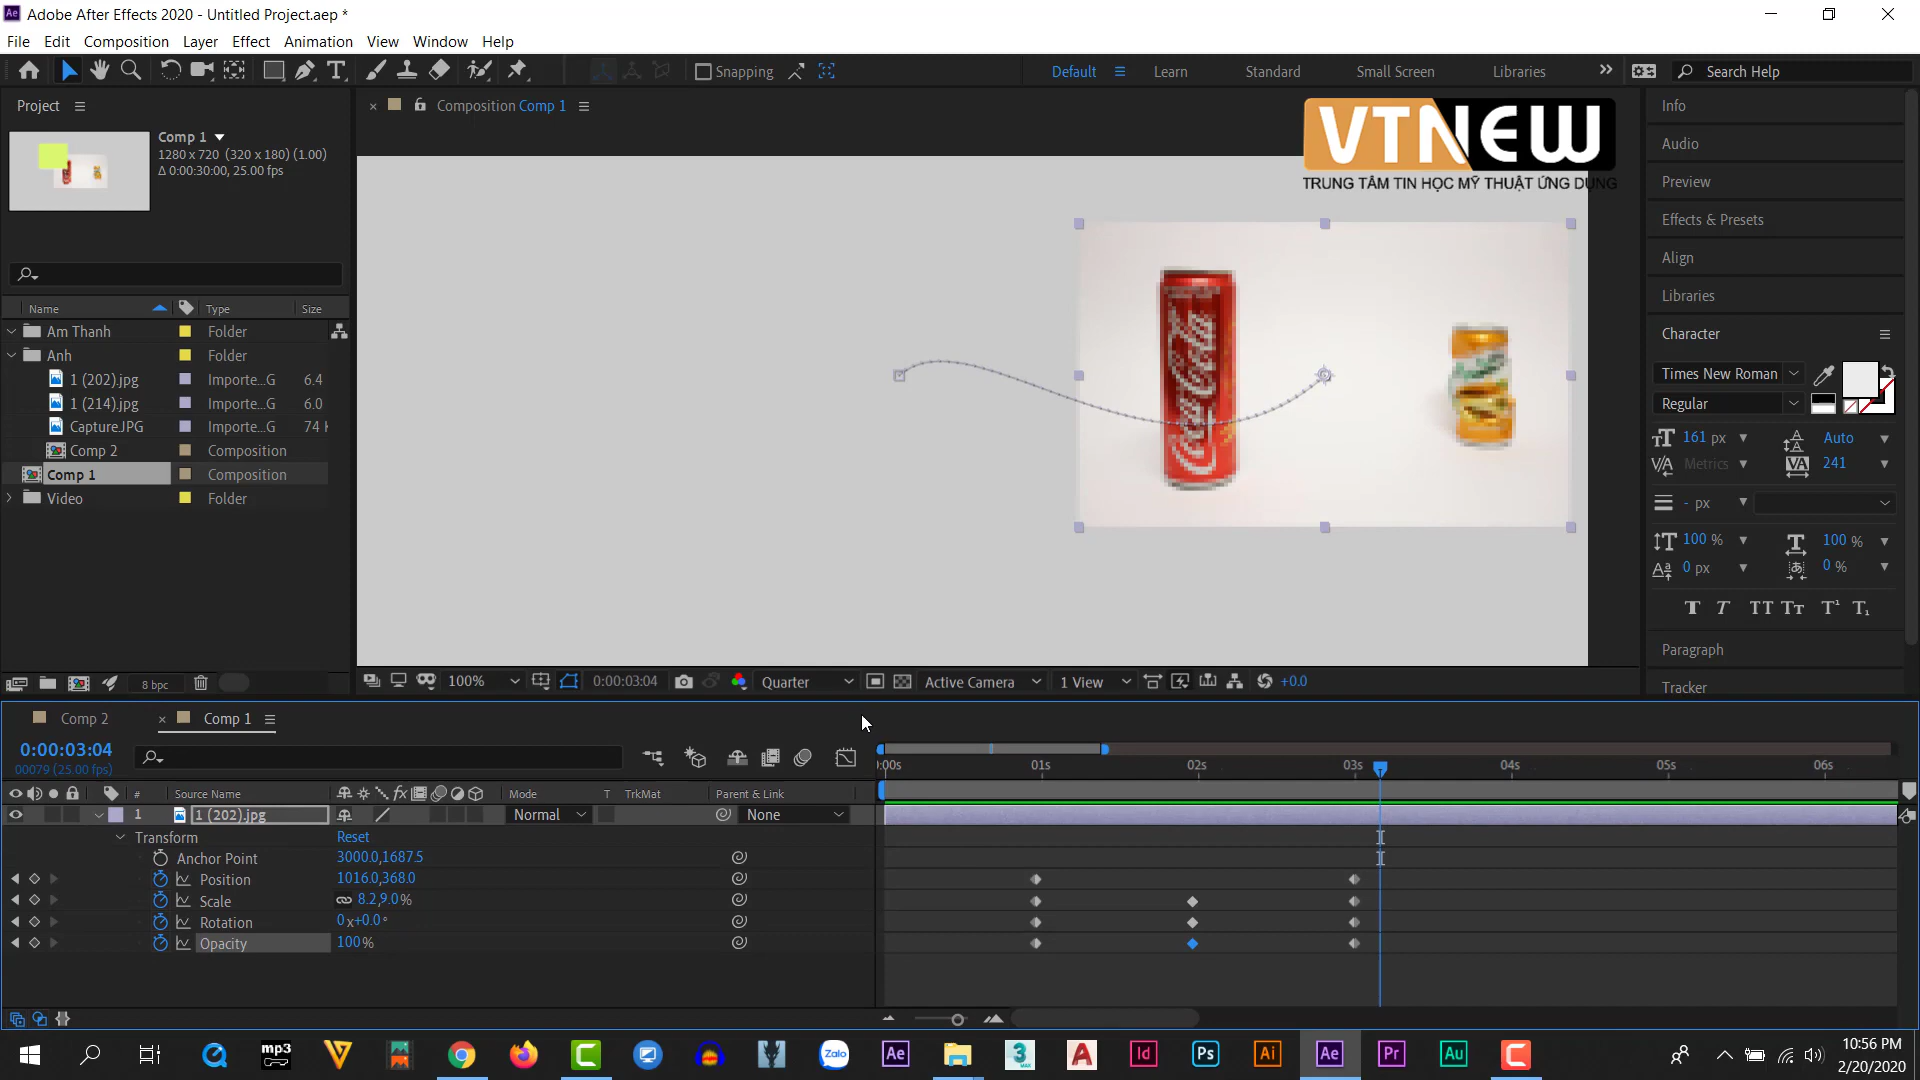 Adobe After Effects 2020 - Untitled Project.aep *
File Edit Composition Layer Effect Animation View Window Help
Snapping
Default Learn Standard Small Screen Libraries
Search Help
Project
Composition Comp 1
Comp 1
1280 x 720 (320 x 180) (1.00)
Δ 0:00:30:00, 25.00 fps
VTNEW
TRUNG TÂM TIN HỌC MỸ THUẬT ỨNG DỤNG
Coca-Cola
Name Type Size
Am Thanh Folder
Anh Folder
1 (202).jpg Importe...G 6.4
1 (214).jpg Importe...G 6.0
Capture.JPG Importe...G 74 K
Comp 2 Composition
Comp 1 Composition
Video Folder
8 bpc
100% 0:00:03:04 Quarter Active Camera 1 View +0.0
Info
Audio
Preview
Effects & Presets
Align
Libraries
Character
Times New Roman
Regular
161 px Auto
Metrics 241
- px
100 % 100 %
0 px 0 %
T T TT Tt T¹ T₁
Paragraph
Tracker
Comp 2 Comp 1
0:00:03:04
00079 (25.00 fps)
:00s 01s 02s 03s 04s 05s 06s
# Source Name Mode T TrkMat Parent & Link
1 1 (202).jpg Normal None
Transform Reset
Anchor Point 3000.0,1687.5
Position 1016.0,368.0
Scale 8.2,9.0%
Rotation 0x+0.0°
Opacity 100%
mp3 Zalo Ae 3 MAX A Id Ps Ai Ae Pr Au
10:56 PM
2/20/2020